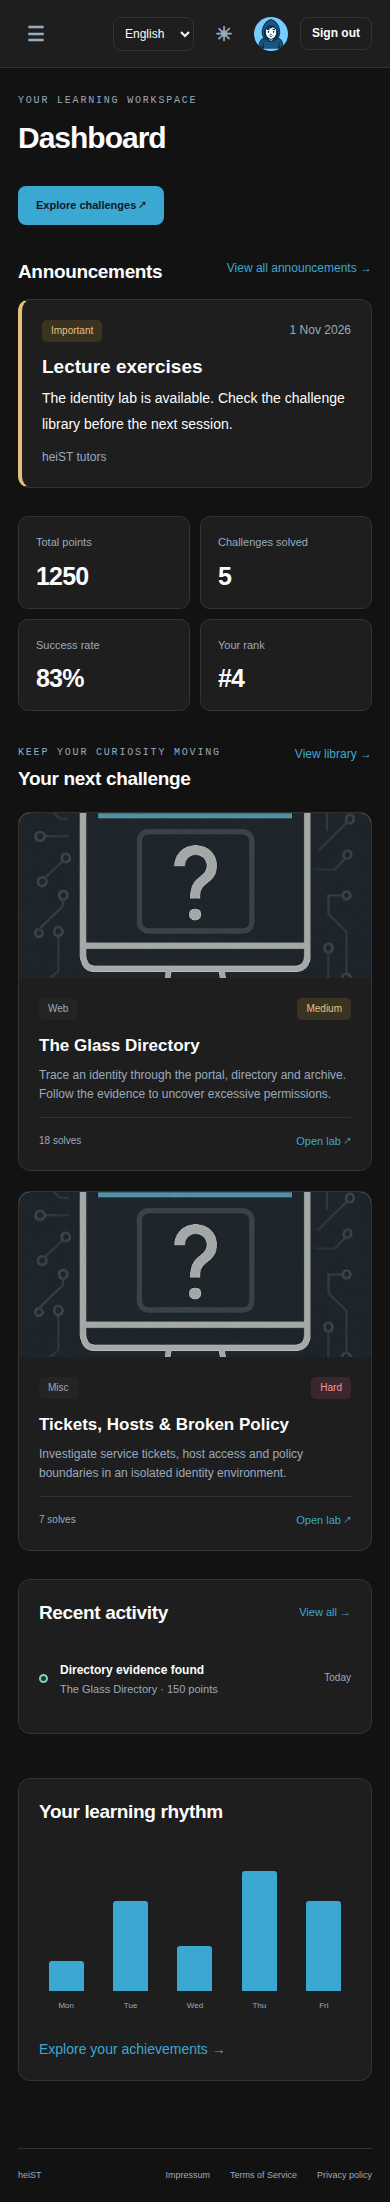 English
Sign out
YOUR LEARNING WORKSPACE
Dashboard
Explore challenges ↗
Announcements
View all announcements →
Important
1 Nov 2026
Lecture exercises
The identity lab is available. Check the challenge
library before the next session.
heiST tutors
Total points
Challenges solved
1250
5
Success rate
Your rank
83%
#4
KEEP YOUR CURIOSITY MOVING
View library →
Your next challenge
?
Web
Medium
The Glass Directory
Trace an identity through the portal, directory and archive.
Follow the evidence to uncover excessive permissions.
18 solves
Open lab ↗
?
Misc
Hard
Tickets, Hosts & Broken Policy
Investigate service tickets, host access and policy
boundaries in an isolated identity environment.
7 solves
Open lab ↗
Recent activity
View all →
Directory evidence found
Today
The Glass Directory · 150 points
Your learning rhythm
Mon
Tue
Wed
Thu
Fri
Explore your achievements →
heiST
Impressum
Terms of Service
Privacy policy